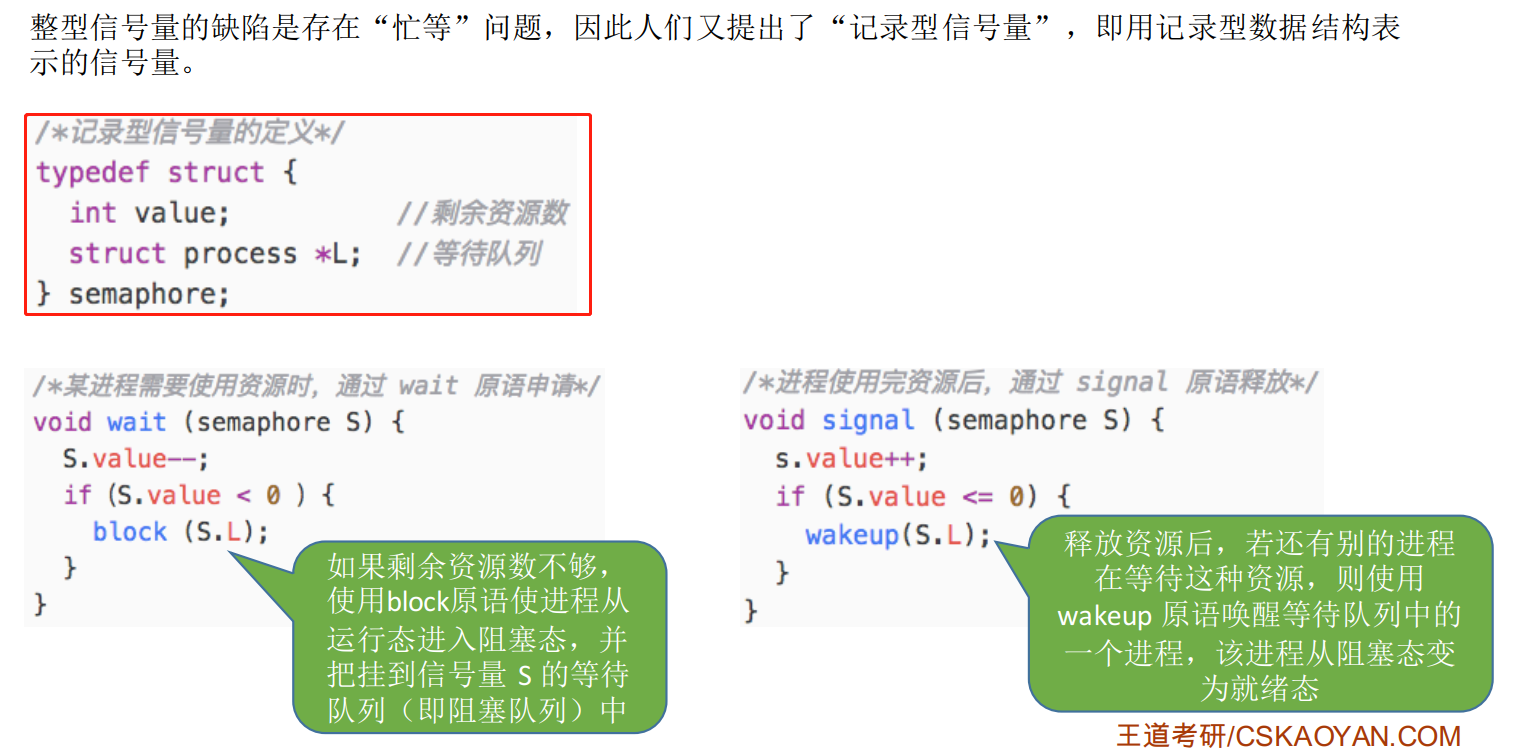 整型信号量的缺陷是存在“忙等”问题，因此人们又提出了“记录型信号量”，即用记录型数据结构表
示的信号量。
/*记录型信号量的定义*/
typedef struct {
  int value;          //剩余资源数
  struct process *L;  //等待队列
} semaphore;
/*某进程需要使用资源时，通过 wait 原语申请*/
void wait (semaphore S) {
  S.value--;
  if (S.value < 0 ) {
    block (S.L);
  }
}
如果剩余资源数不够，
使用block原语使进程从
运行态进入阻塞态，并
把挂到信号量 S 的等待
队列（即阻塞队列）中
/*进程使用完资源后，通过 signal 原语释放*/
void signal (semaphore S) {
  s.value++;
  if (S.value <= 0) {
    wakeup(S.L);
  }
}
释放资源后，若还有别的进程
在等待这种资源，则使用
wakeup 原语唤醒等待队列中的
一个进程，该进程从阻塞态变
为就绪态
王道考研/CSKAOYAN.COM